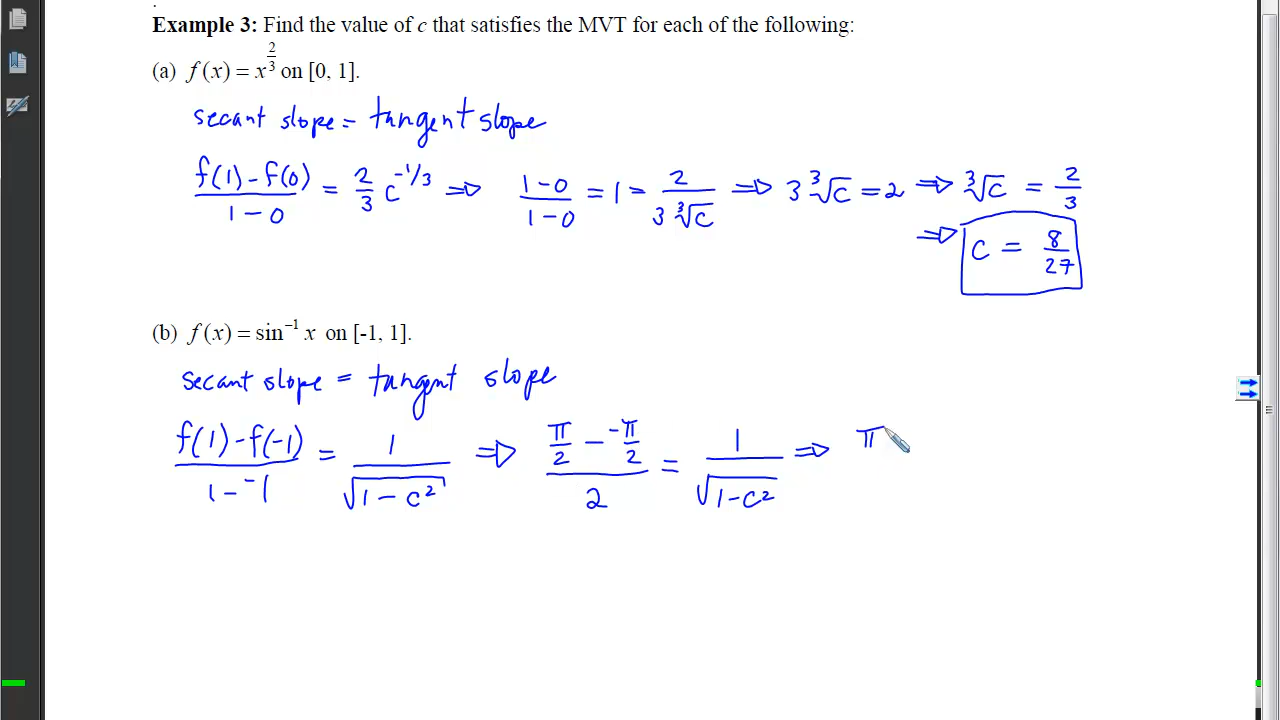 Example 3: Find the value of c that satisfies the MVT for each of the following:
(a) f(x) = x^(2/3) on [0, 1].
secant slope = tangent slope
(f(1) - f(0))/(1 - 0) = 2/3 c^(-1/3) ⇒ (1-0)/(1-0) = 1 = 2/(3 ∛c) ⇒ 3 ∛c = 2 ⇒ ∛c = 2/3
⇒ c = 8/27
(b) f(x) = sin⁻¹ x on [-1, 1].
secant slope = tangent slope
(f(1) - f(-1))/(1 - ⁻1) = 1/√(1 - c²) ⇒ (π/2 - ⁻π/2)/2 = 1/√(1-c²) ⇒ π